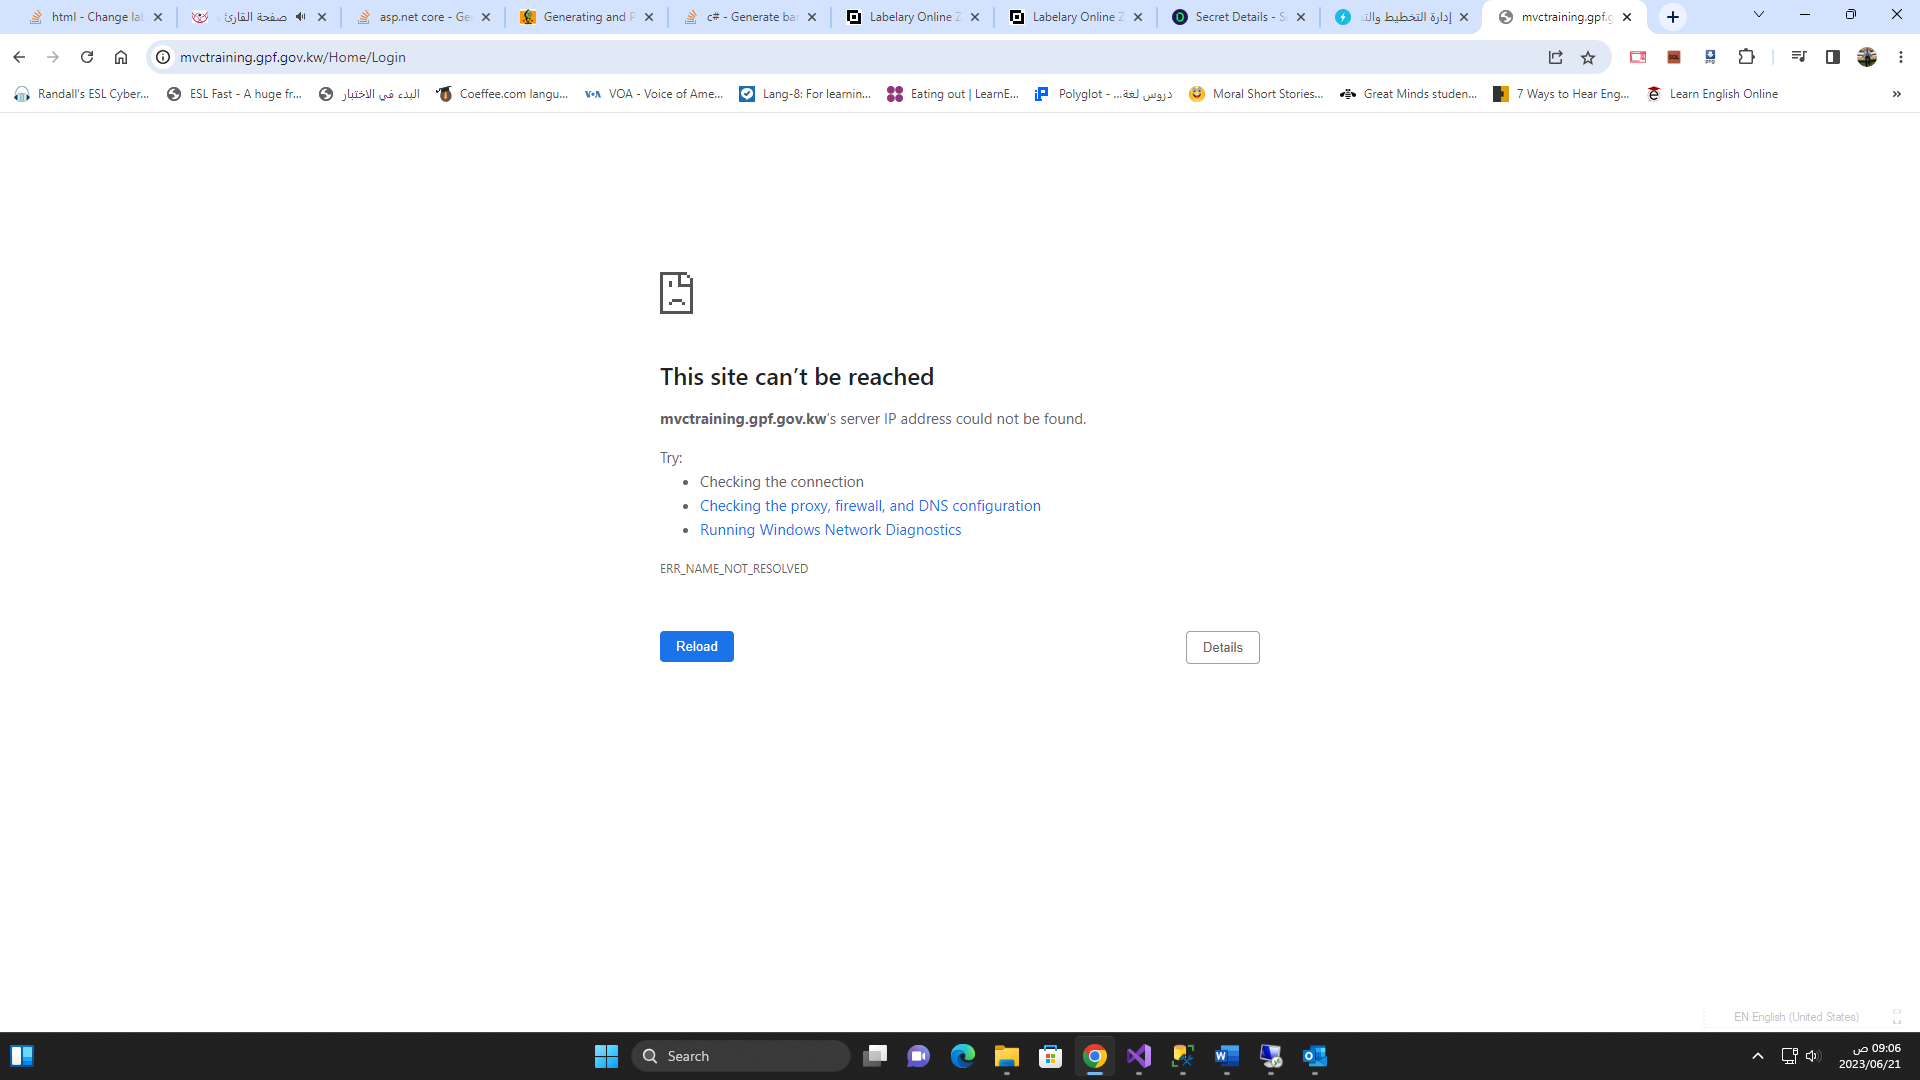 html - Change lab
صفحة القارئ
asp.net core - Ge
Generating and P
c# - Generate bar
Labelary Online Z
Labelary Online Z
Secret Details - S
إدارة التخطيط والتد
mvctraining.gpf.g
mvctraining.gpf.gov.kw/Home/Login
Randall's ESL Cyber...
ESL Fast - A huge fr...
البدء في الاختبار
Coeffee.com langu...
VOA - Voice of Ame...
Lang-8: For learnin...
Eating out | LearnE...
Polyglot - ...دروس لغة
Moral Short Stories...
Great Minds studen...
7 Ways to Hear Eng...
Learn English Online
This site can't be reached
mvctraining.gpf.gov.kw's server IP address could not be found.
Try:
Checking the connection
Checking the proxy, firewall, and DNS configuration
Running Windows Network Diagnostics
ERR_NAME_NOT_RESOLVED
Reload
Details
EN English (United States)
Search
09:06 ص
2023/06/21